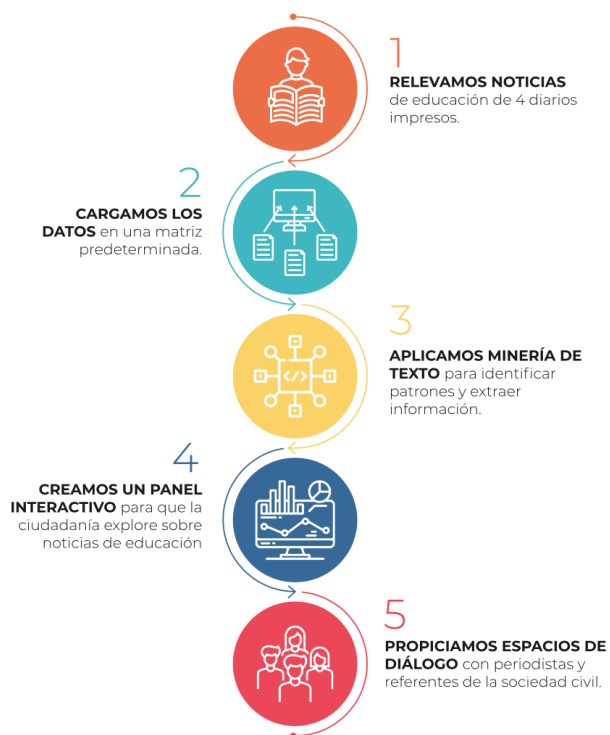 1
RELEVAMOS NOTICIAS
de educación de 4 diarios
impresos.
2
CARGAMOS LOS
DATOS en una matriz
predeterminada.
3
APLICAMOS MINERÍA DE
TEXTO para identificar
patrones y extraer
información.
4
CREAMOS UN PANEL
INTERACTIVO para que la
ciudadanía explore sobre
noticias de educación
5
PROPICIAMOS ESPACIOS DE
DIÁLOGO con periodistas y
referentes de la sociedad civil.